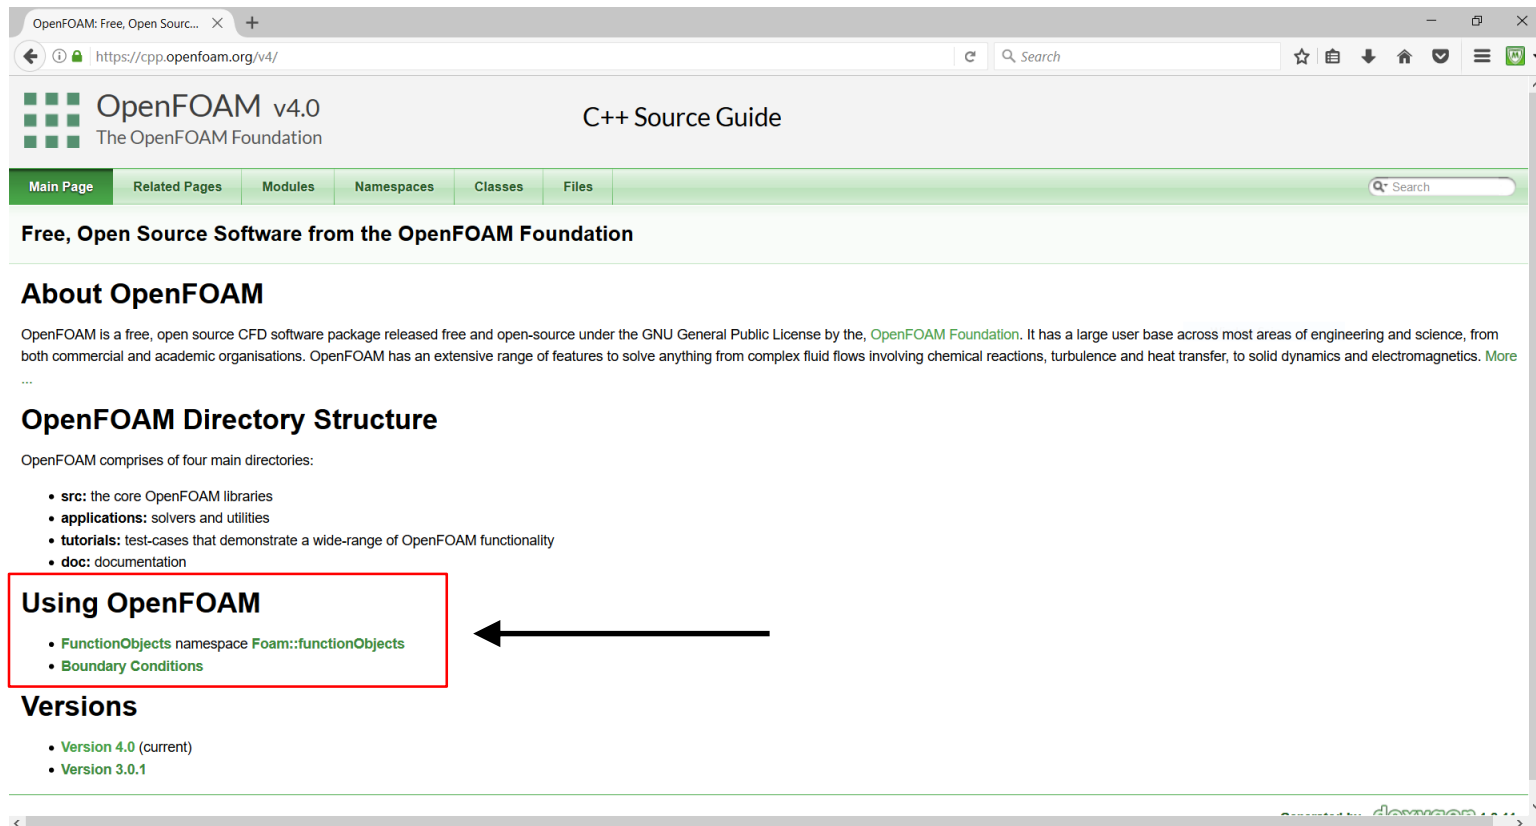 OpenFOAM: Free, Open Sourc...
https://cpp.openfoam.org/v4/
Search
OpenFOAM v4.0
The OpenFOAM Foundation
C++ Source Guide
Main Page
Related Pages
Modules
Namespaces
Classes
Files
Search
Free, Open Source Software from the OpenFOAM Foundation
About OpenFOAM
OpenFOAM is a free, open source CFD software package released free and open-source under the GNU General Public License by the, OpenFOAM Foundation. It has a large user base across most areas of engineering and science, from
both commercial and academic organisations. OpenFOAM has an extensive range of features to solve anything from complex fluid flows involving chemical reactions, turbulence and heat transfer, to solid dynamics and electromagnetics. More
...
OpenFOAM Directory Structure
OpenFOAM comprises of four main directories:
• src: the core OpenFOAM libraries
• applications: solvers and utilities
• tutorials: test-cases that demonstrate a wide-range of OpenFOAM functionality
• doc: documentation
Using OpenFOAM
• FunctionObjects namespace Foam::functionObjects
• Boundary Conditions
Versions
• Version 4.0 (current)
• Version 3.0.1